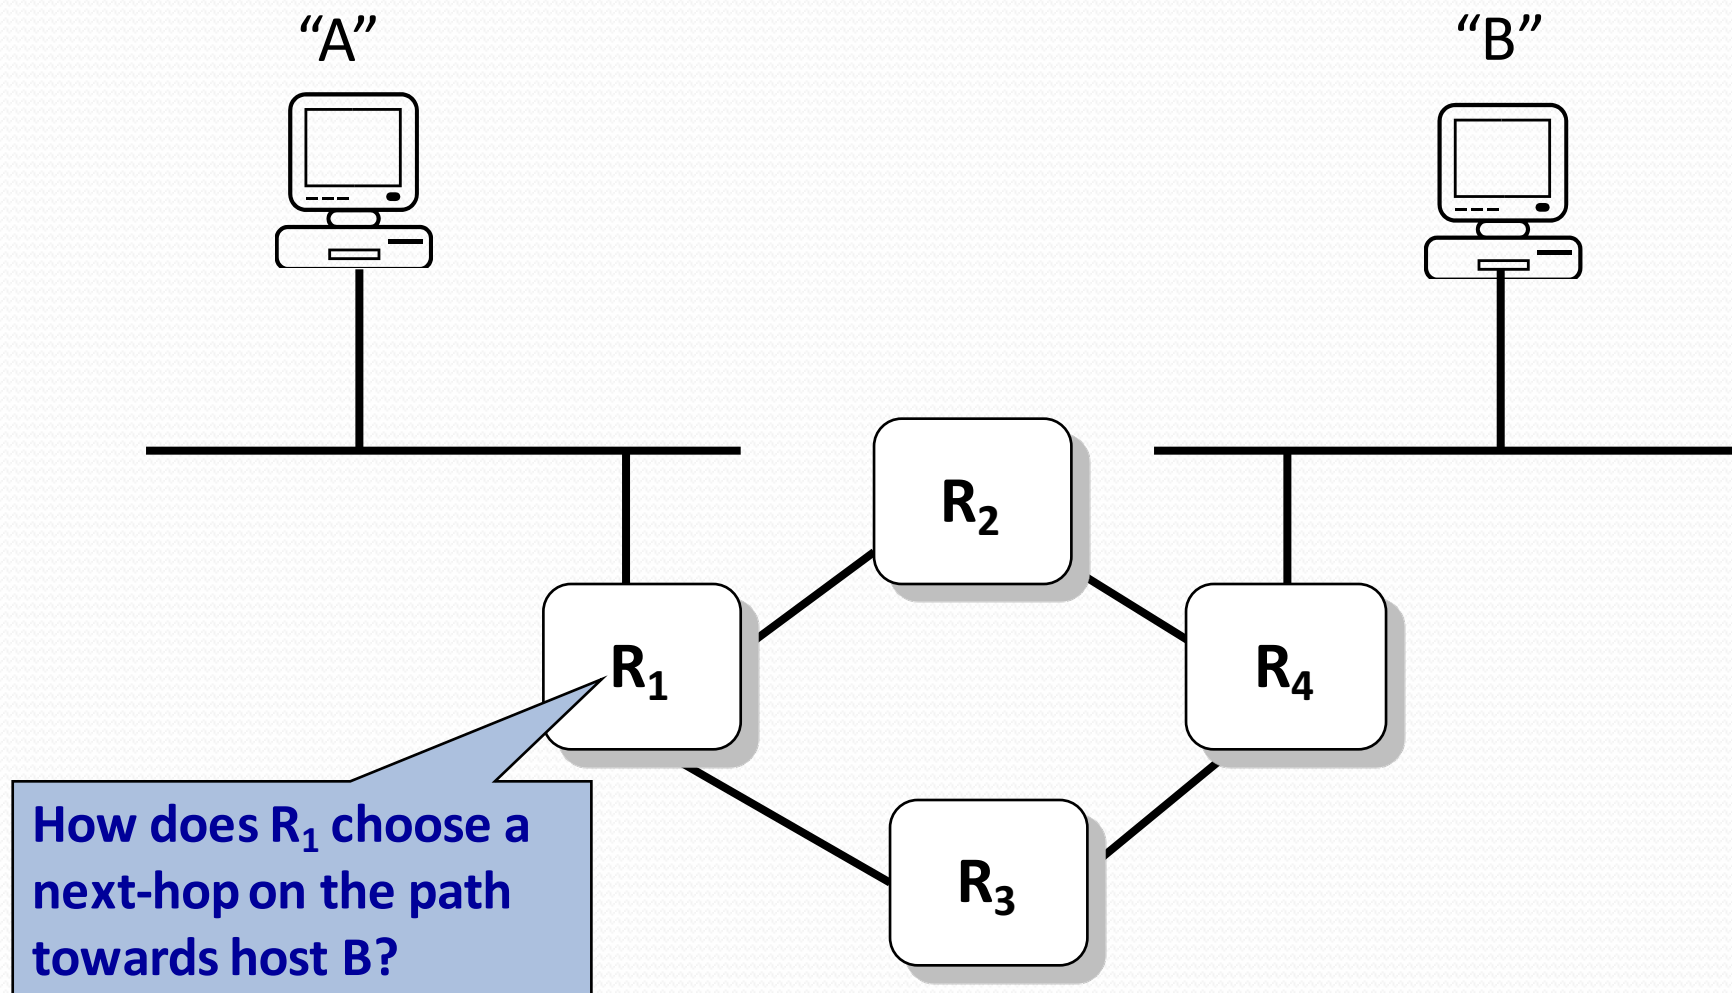 “A”
“B”
R₂
R₁
R₄
R₃
How does R₁ choose a
next-hop on the path
towards host B?